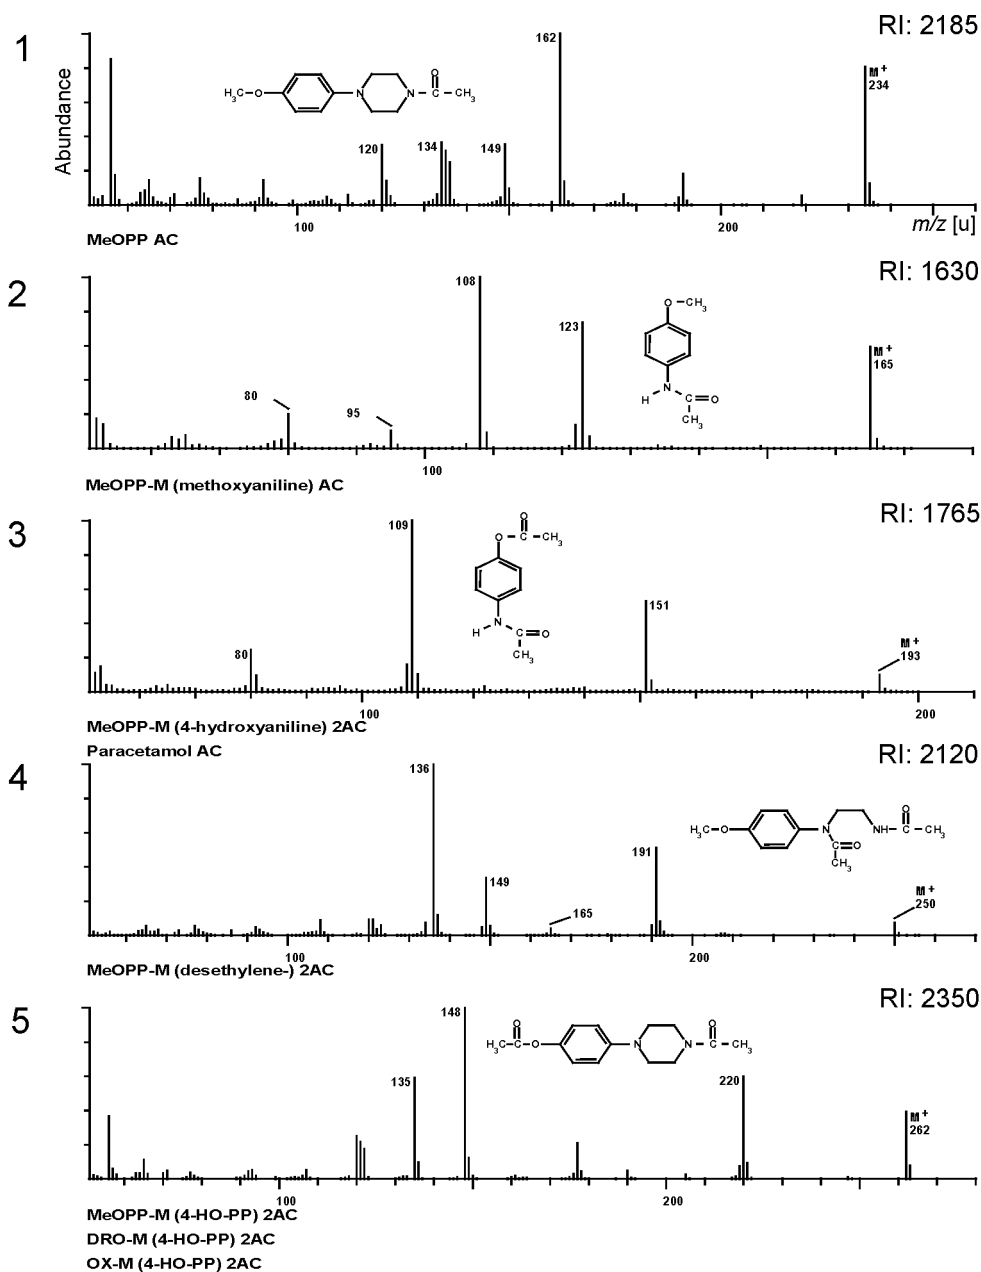 1
RI: 2185
Abundance
162
M+
234
H3C O N N C CH3
O
120
134
149
100
200
m/z [u]
MeOPP AC
2
RI: 1630
108
O CH3
123
M+
165
80
95
H N C O
CH3
100
MeOPP-M (methoxyaniline) AC
3
RI: 1765
109
O
O C CH3
151
80
H N C O
CH3
M+
193
100
200
MeOPP-M (4-hydroxyaniline) 2AC
Paracetamol AC
4
RI: 2120
136
O
H3C O N NH C CH3
C O
CH3
191
149
165
M+
250
100
200
MeOPP-M (desethylene-) 2AC
5
RI: 2350
148
O O
H3C C O N N C CH3
135
220
M+
262
100
200
MeOPP-M (4-HO-PP) 2AC
DRO-M (4-HO-PP) 2AC
OX-M (4-HO-PP) 2AC